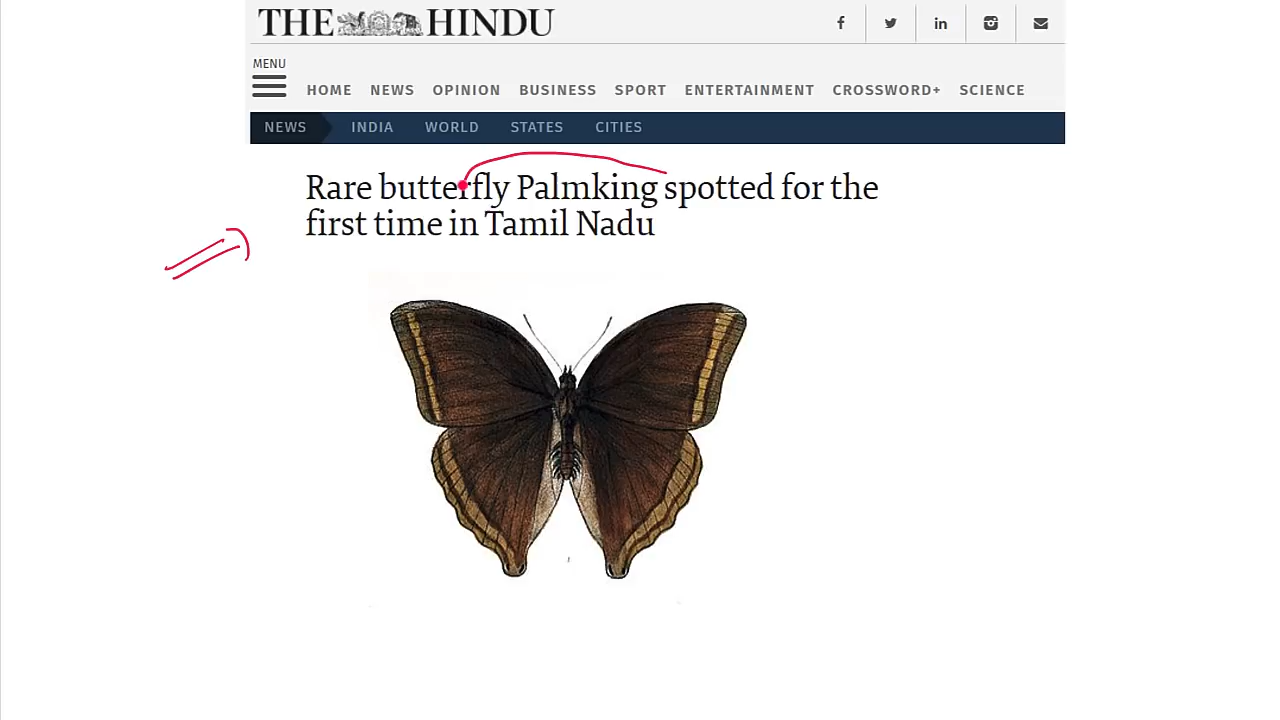 THE HINDU
MENU
HOME NEWS OPINION BUSINESS SPORT ENTERTAINMENT CROSSWORD+ SCIENCE
NEWS INDIA WORLD STATES CITIES
Rare butterfly Palmking spotted for the
first time in Tamil Nadu